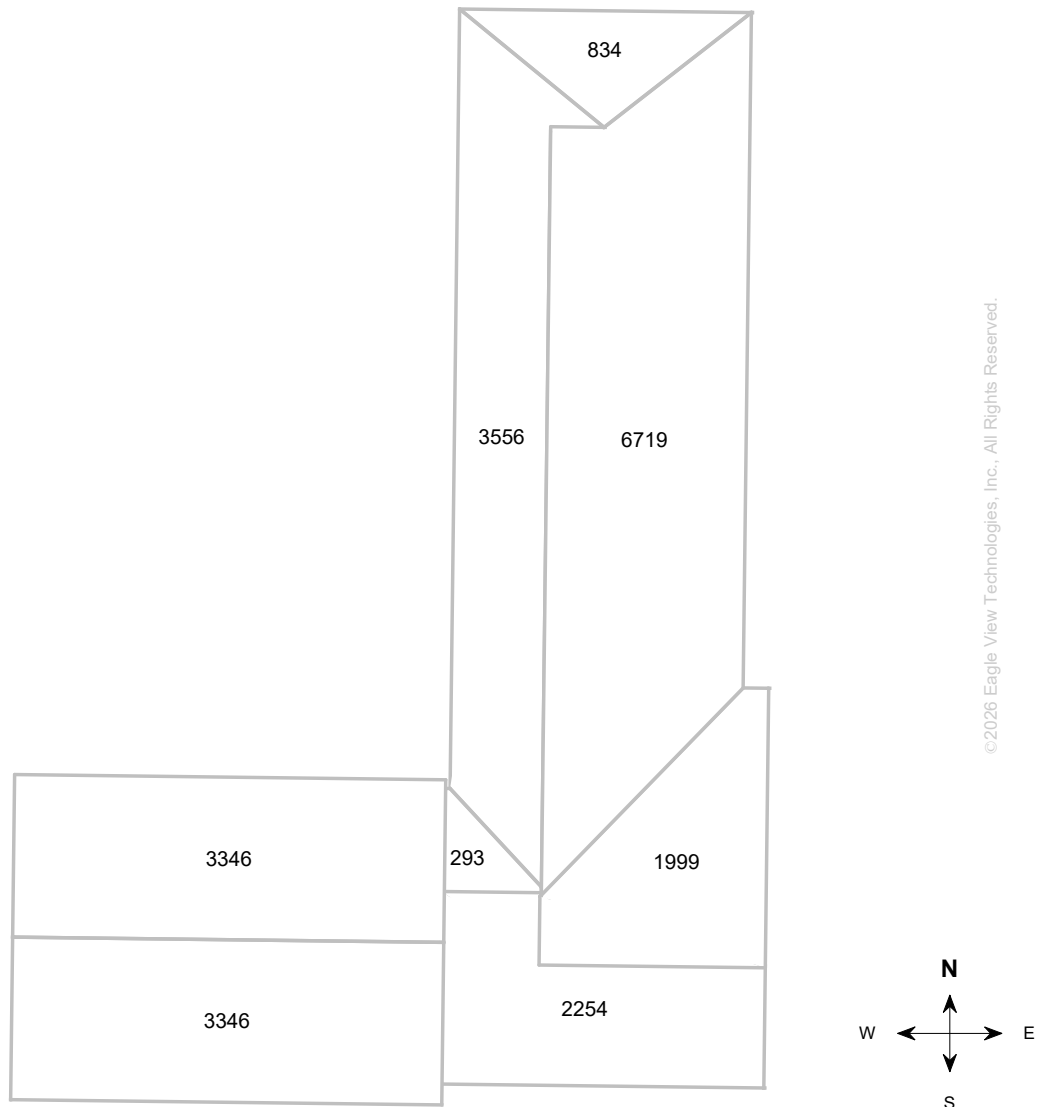 834
3556
6719
3346
293
1999
3346
2254
N
W
E
S
©2026 Eagle View Technologies, Inc., All Rights Reserved.